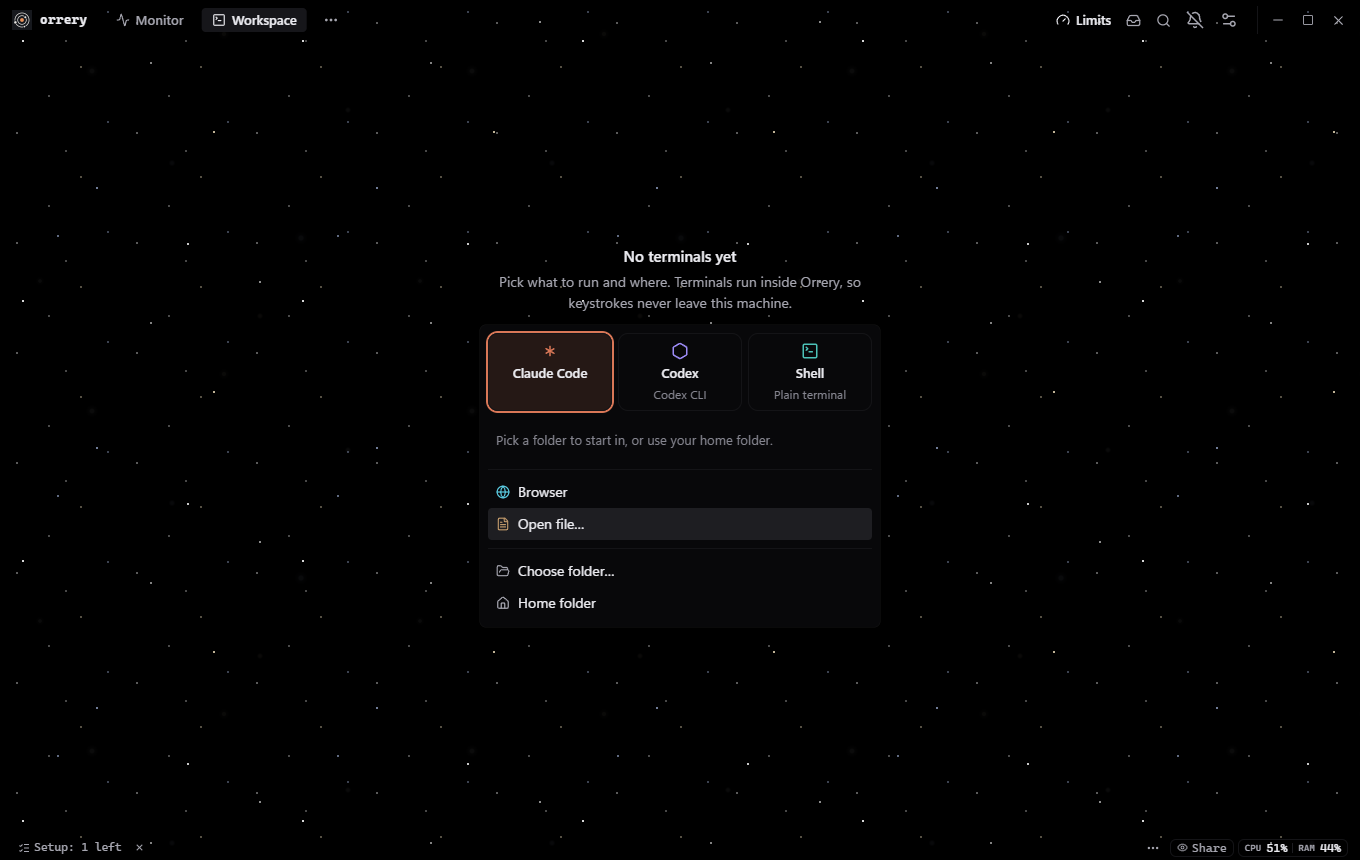 orrery
Monitor
Workspace
Limits
No terminals yet
Pick what to run and where. Terminals run inside Orrery, so
keystrokes never leave this machine.
Claude Code
Codex
Codex CLI
Shell
Plain terminal
Pick a folder to start in, or use your home folder.
Browser
Open file...
Choose folder...
Home folder
Setup: 1 left
Share
CPU 51% RAM 44%